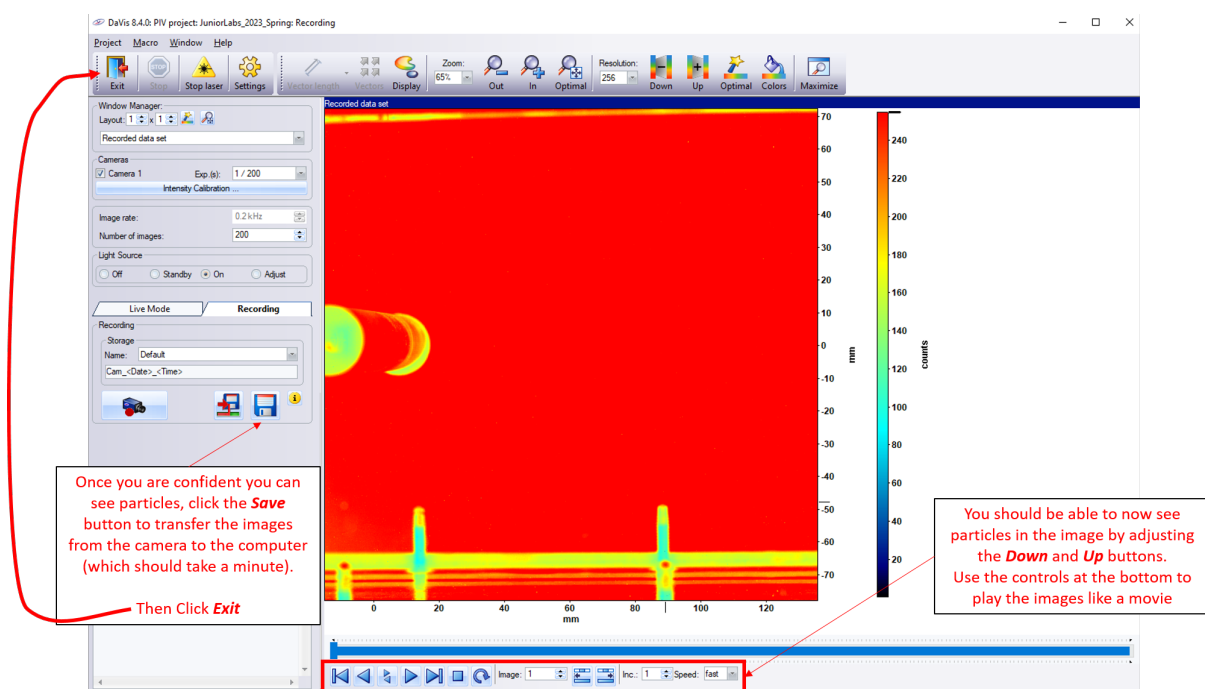 DaVis 8.4.0: PIV project: JuniorLabs_2023_Spring: Recording
Project Macro Window Help
Exit Stop Stop laser Settings Vector length Vectors Display Zoom: 65% Out In Optimal Resolution: 256 Down Up Optimal Colors Maximize
Window Manager:
Layout: 1 x 1
Recorded data set
Cameras
Camera 1 Exp.(s): 1 / 200
Intensity Calibration ...
Image rate: 0.2 kHz
Number of images: 200
Light Source
Off Standby On Adjust
Live Mode Recording
Recording
Storage
Name: Default
Cam_<Date>_<Time>
Once you are confident you can
see particles, click the Save
button to transfer the images
from the camera to the computer
(which should take a minute).
Then Click Exit
Recorded data set
70
60
50
40
30
20
10
0
-10
-20
-30
-40
-50
-60
-70
mm
0 20 40 60 80 100 120
mm
240
220
200
180
160
140
120
100
80
60
40
20
counts
You should be able to now see
particles in the image by adjusting
the Down and Up buttons.
Use the controls at the bottom to
play the images like a movie
Image: 1 Inc.: 1 Speed: fast